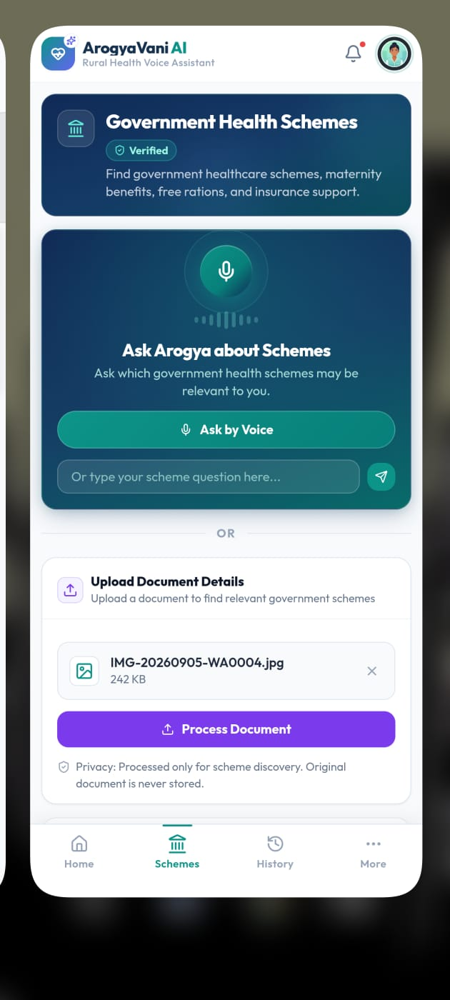 ArogyaVani AI
Rural Health Voice Assistant
Government Health Schemes
Verified
Find government healthcare schemes, maternity
benefits, free rations, and insurance support.
Ask Arogya about Schemes
Ask which government health schemes may be
relevant to you.
Ask by Voice
Or type your scheme question here...
OR
Upload Document Details
Upload a document to find relevant government schemes
IMG-20260905-WA0004.jpg
242 KB
Process Document
Privacy: Processed only for scheme discovery. Original
document is never stored.
Home
Schemes
History
More